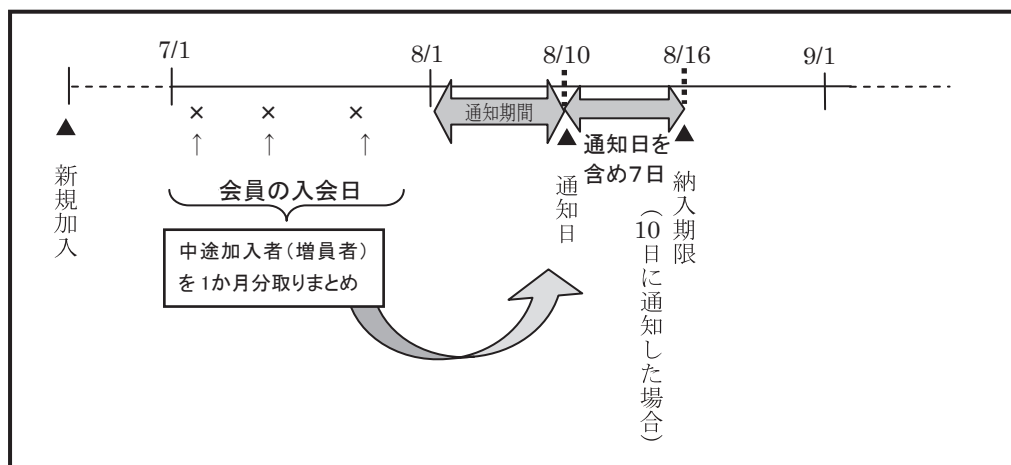 7/1
8/1
8/10
8/16
9/1
× × ×
↑ ↑ ↑
通知期間
▲
▲
▲
新規加入
会員の入会日
中途加入者(増員者)
を1か月分取りまとめ
通知日
通知日を
含め7日
納入期限
(10日に通知した場合)